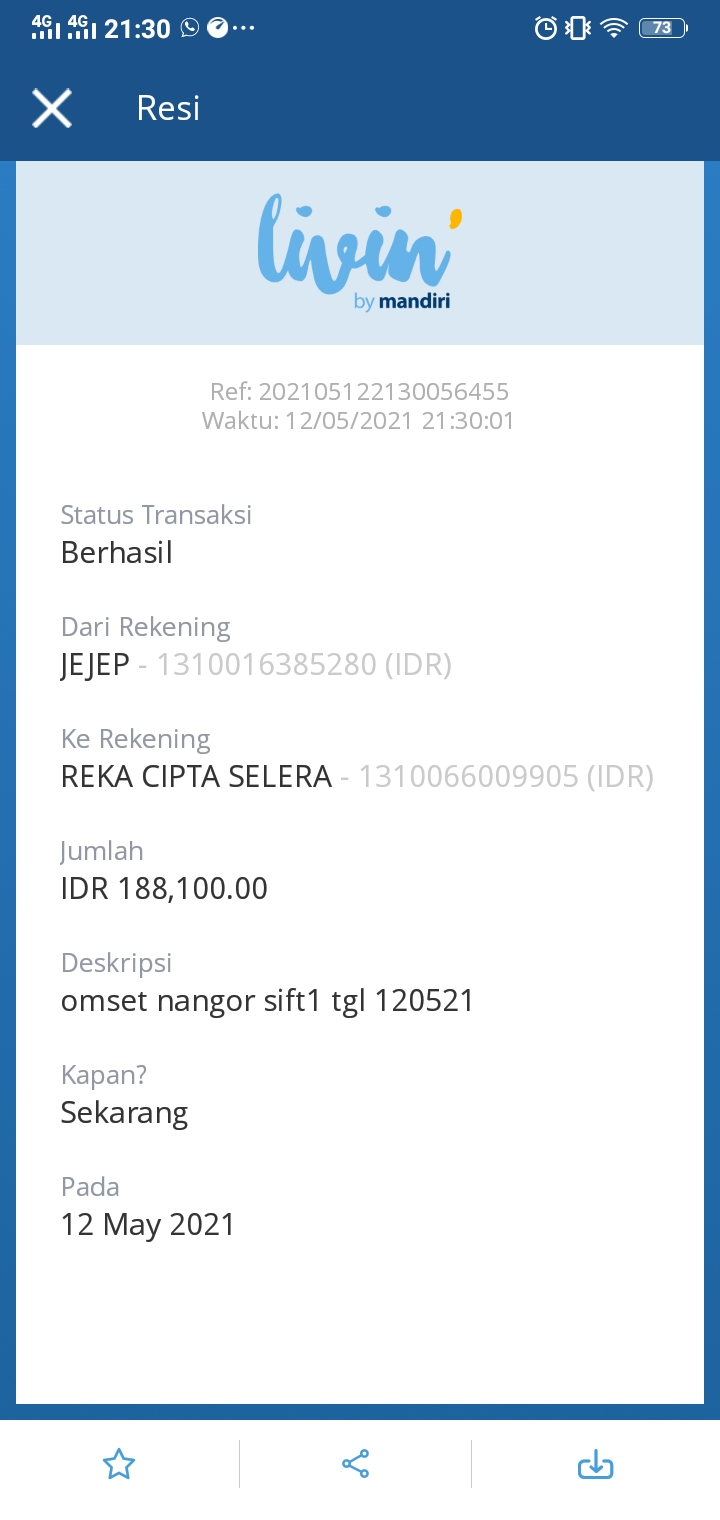 4G 4G 21:30 ... 73
Resi
livin'
by mandiri
Ref: 202105122130056455
Waktu: 12/05/2021 21:30:01
Status Transaksi
Berhasil
Dari Rekening
JEJEP - 1310016385280 (IDR)
Ke Rekening
REKA CIPTA SELERA - 1310066009905 (IDR)
Jumlah
IDR 188,100.00
Deskripsi
omset nangor sift1 tgl 120521
Kapan?
Sekarang
Pada
12 May 2021